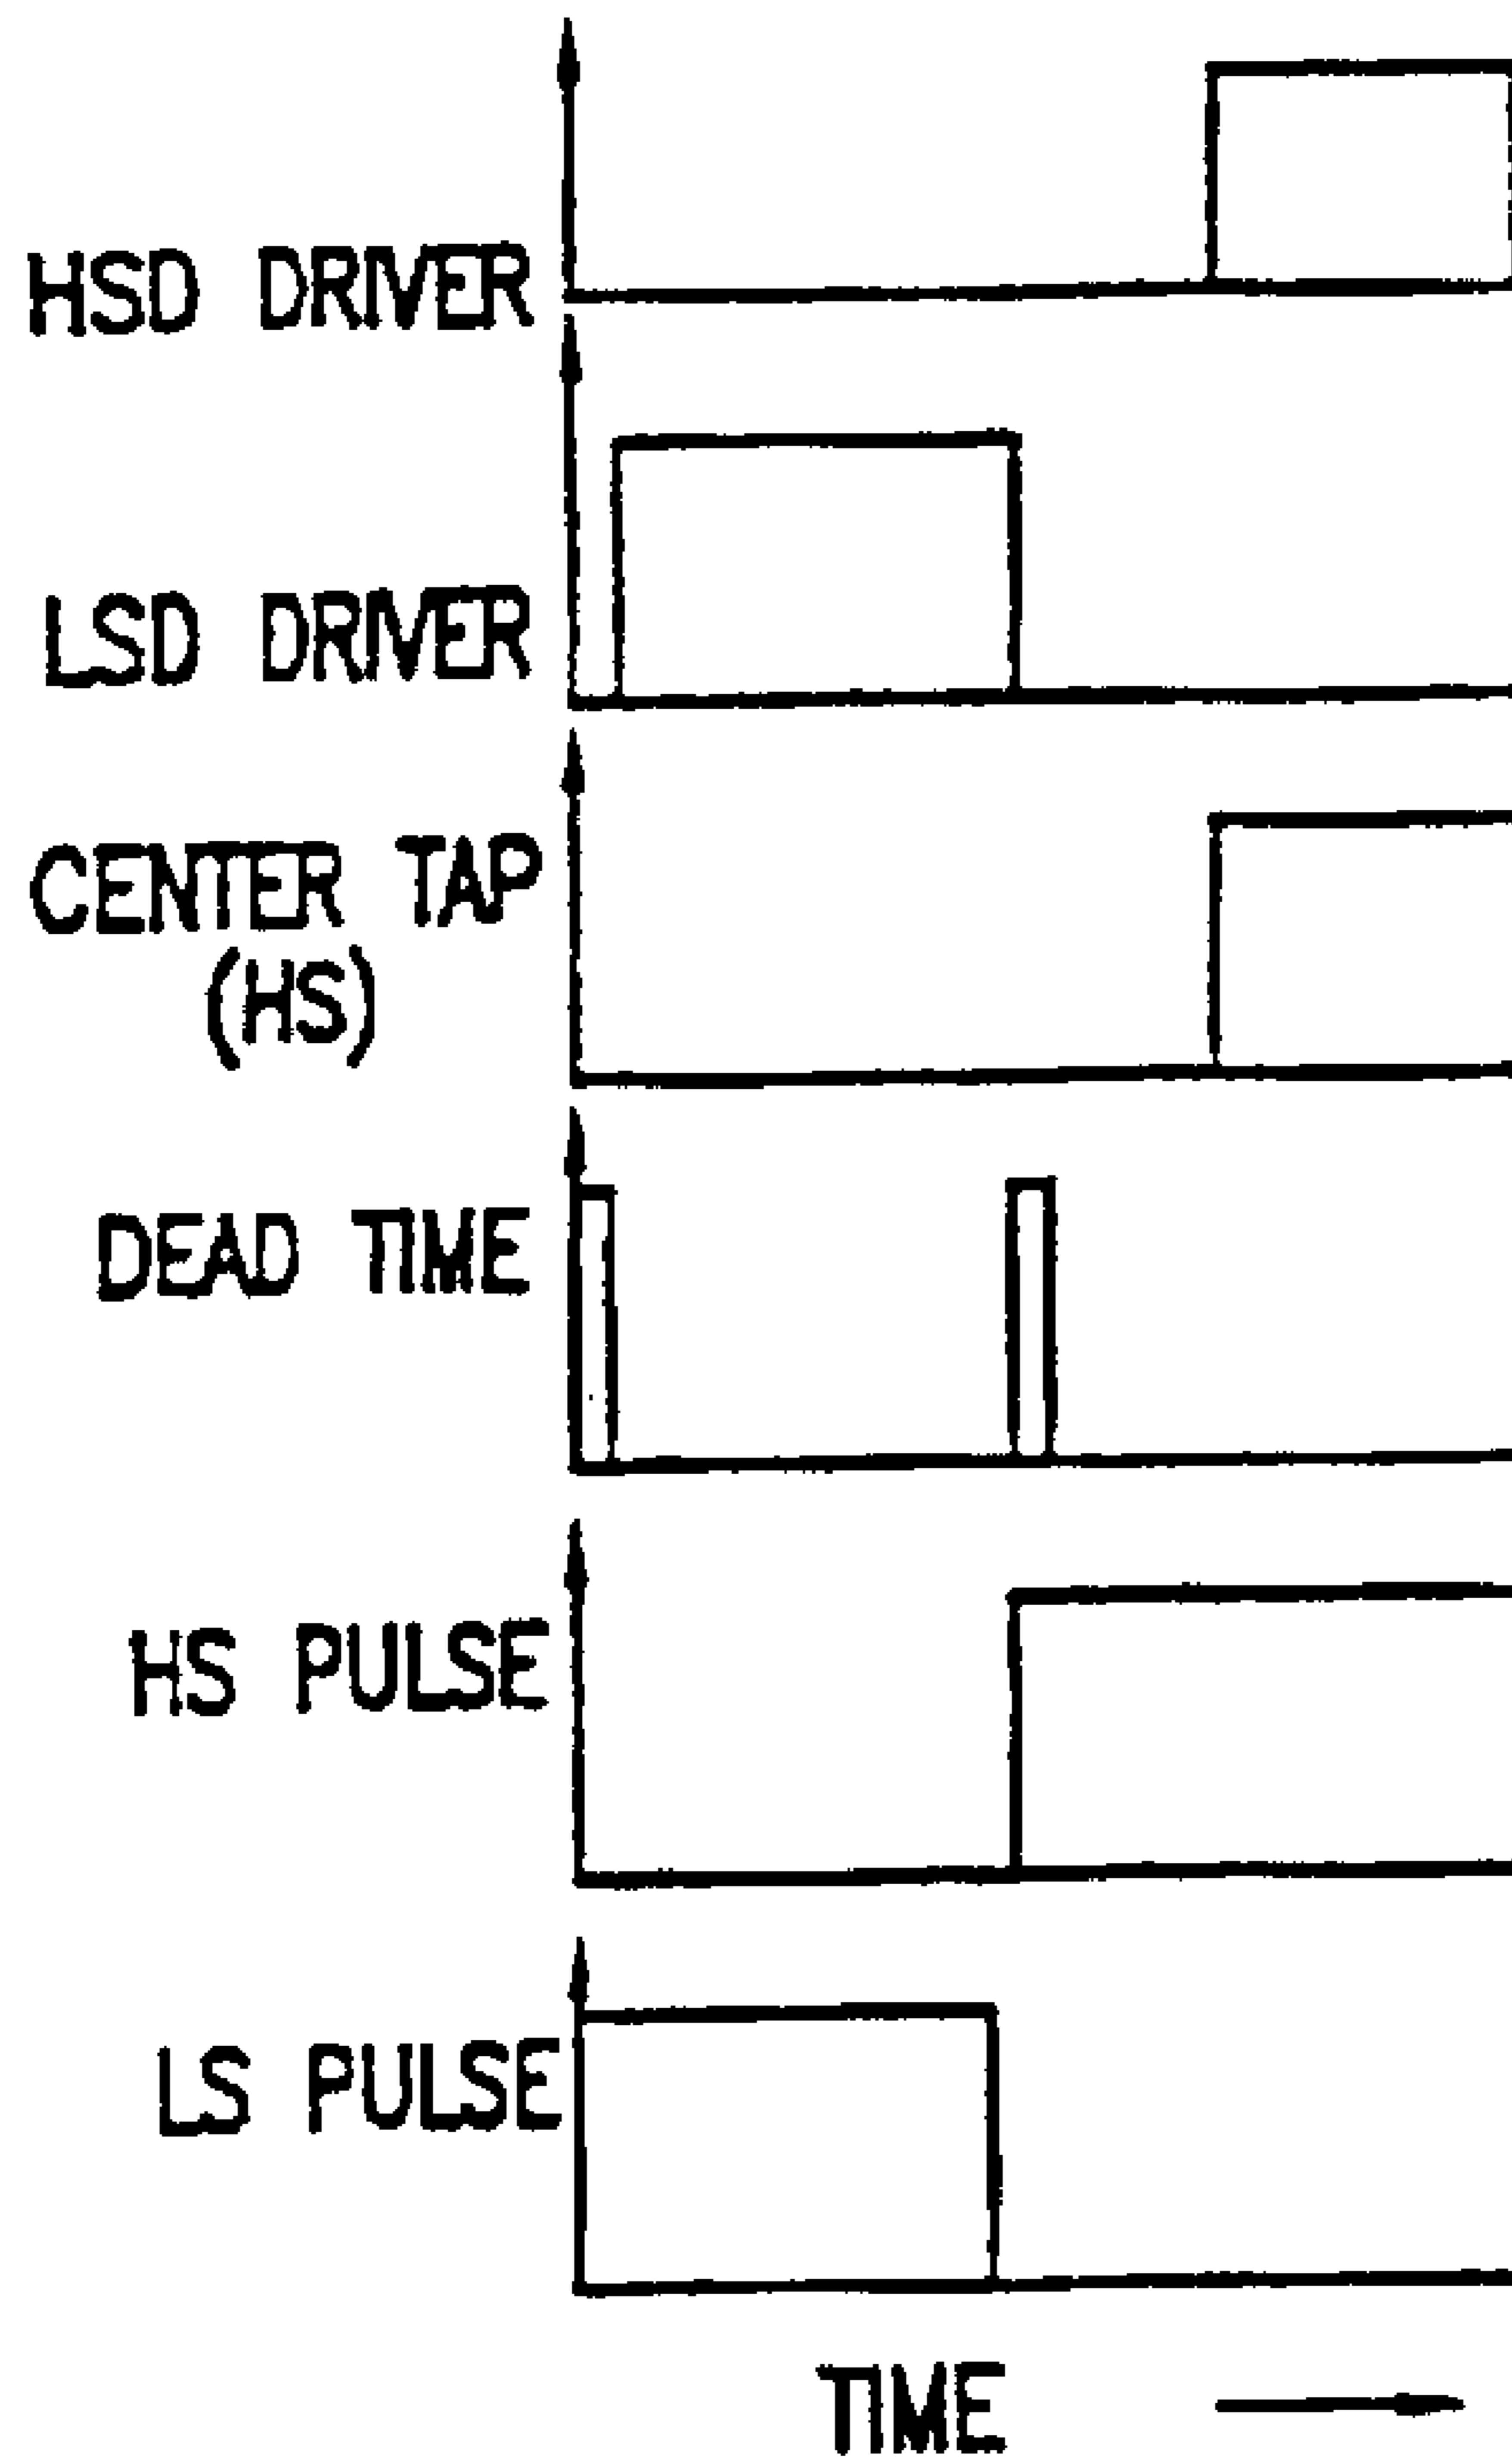 HSD DRIVER
LSD DRIVER
CENTER TAP
(HS)
DEAD TIME
HS PULSE
LS PULSE
TIME